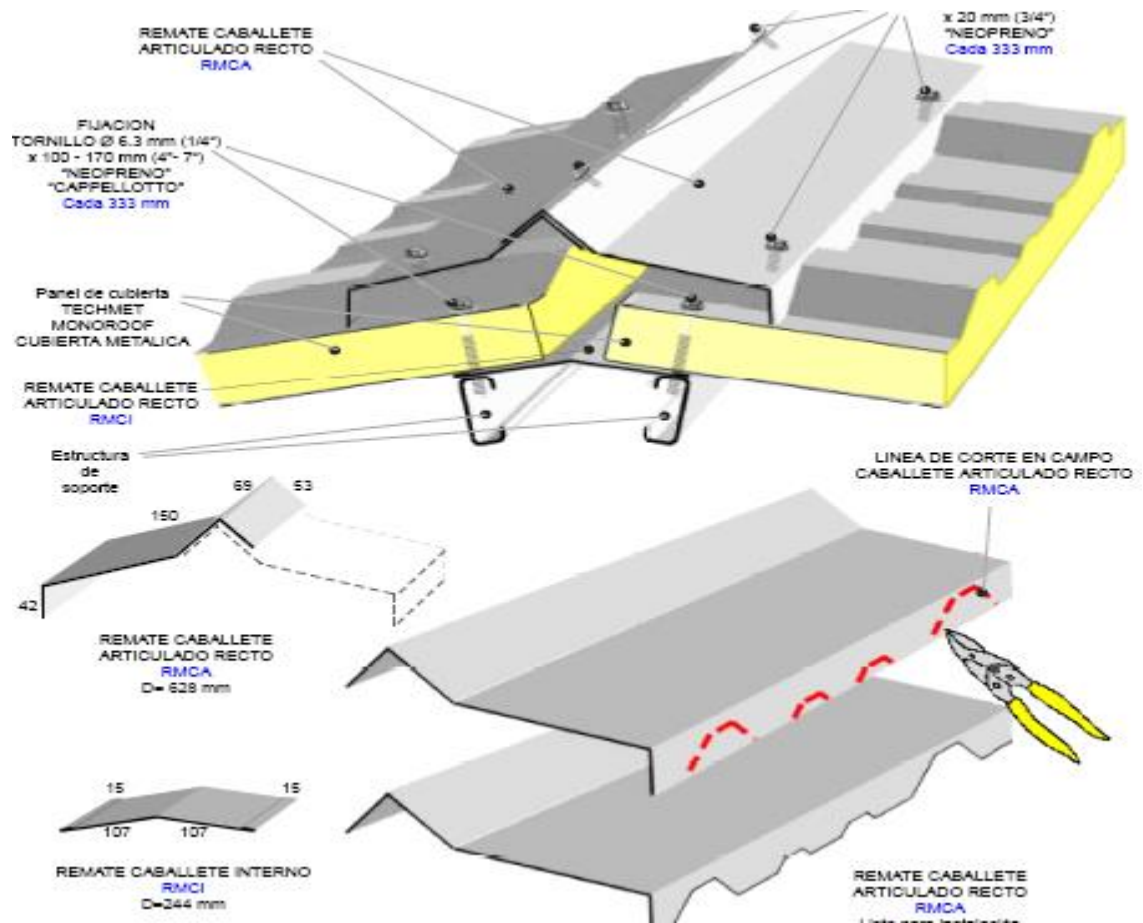 REMATE CABALLETE
ARTICULADO RECTO
RMCA
x 20 mm (3/4")
"NEOPRENO"
Cada 333 mm
FIJACION
TORNILLO Ø 6.3 mm (1/4")
x 100 - 170 mm (4"- 7")
"NEOPRENO"
"CAPPELLOTTO"
Cada 333 mm
Panel de cubierta
TECHMET
MONOROOF
CUBIERTA METALICA
REMATE CABALLETE
ARTICULADO RECTO
RMCI
Estructura
de
soporte
LINEA DE CORTE EN CAMPO
CABALLETE ARTICULADO RECTO
RMCA
69
53
150
42
REMATE CABALLETE
ARTICULADO RECTO
RMCA
D= 628 mm
15
15
107
107
REMATE CABALLETE INTERNO
RMCI
D=244 mm
REMATE CABALLETE
ARTICULADO RECTO
RMCA